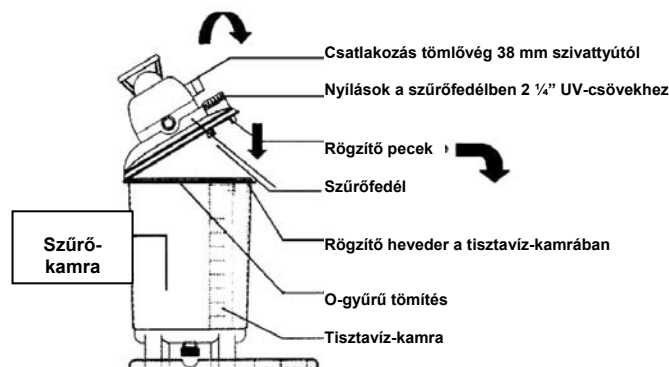 Csatlakozás tömlővég 38 mm szivattyútól
Nyílások a szűrőfedélben 2 ¼” UV-csövekhez
Rögzítő pecek
Szűrőfedél
Szűrő-
kamra
Rögzítő heveder a tisztavíz-kamrában
O-gyűrű tömítés
Tisztavíz-kamra